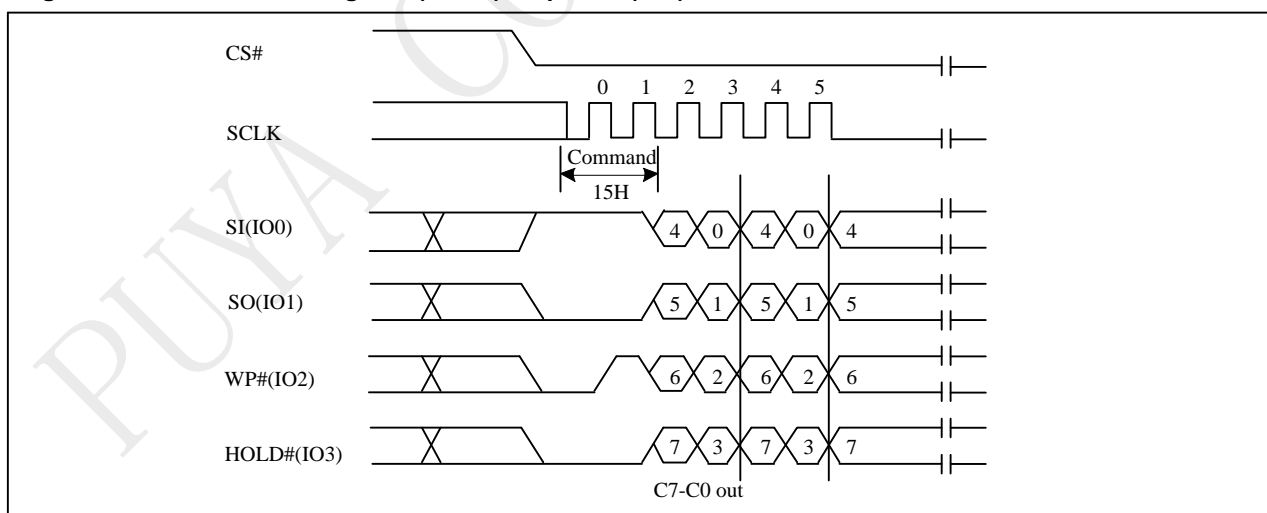 CS#
0 1 2 3 4 5
SCLK
Command
15H
SI(IO0) 4 0 4 0 4
SO(IO1) 5 1 5 1 5
WP#(IO2) 6 2 6 2 6
HOLD#(IO3) 7 3 7 3 7
C7-C0 out
PUYA